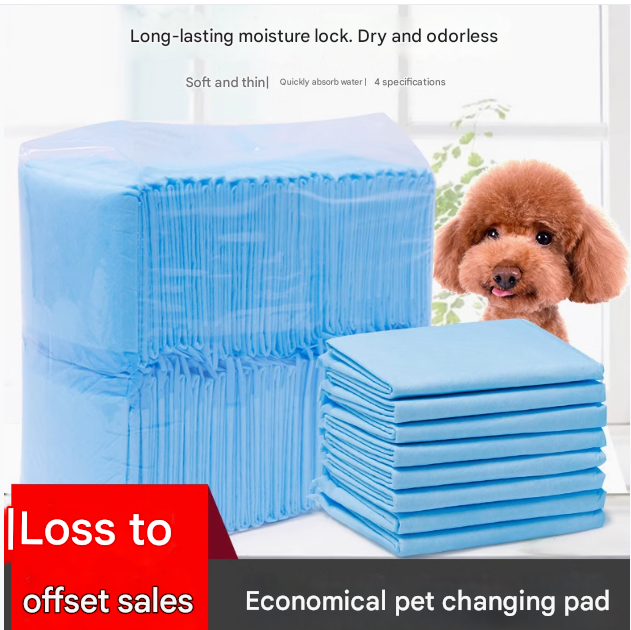 Long-lasting moisture lock. Dry and odorless
Soft and thin| Quickly absorb water | 4 specifications
|Loss to
offset sales
Economical pet changing pad